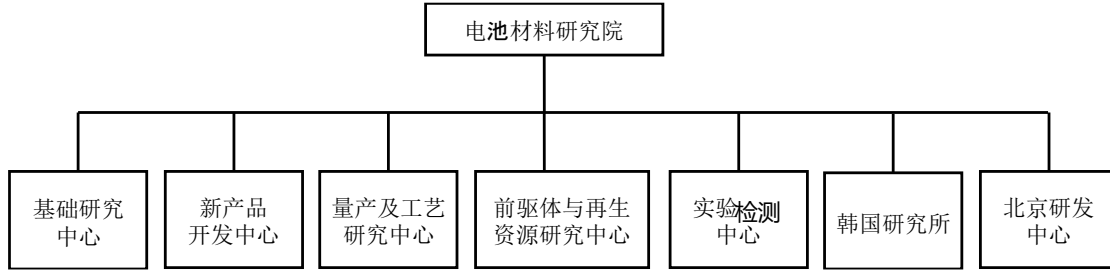 电池材料研究院
基础研究
中心
新产品
开发中心
量产及工艺
研究中心
前驱体与再生
资源研究中心
实验检测
中心
韩国研究所
北京研发
中心